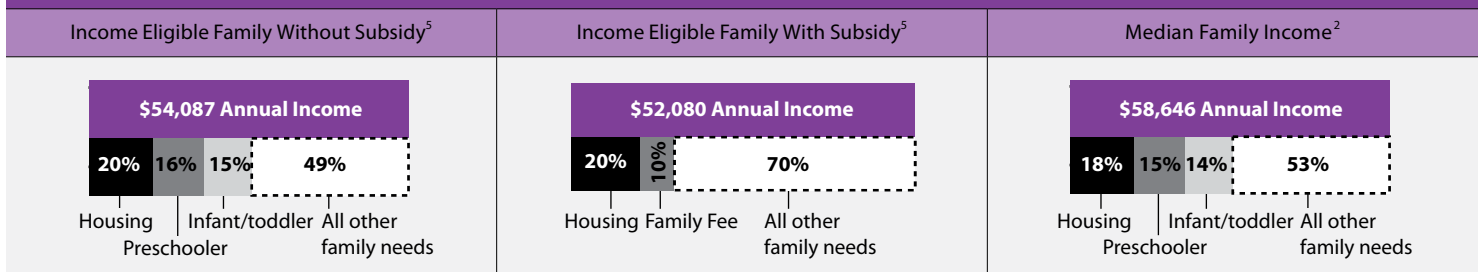 Income Eligible Family Without Subsidy⁵
$54,087 Annual Income
20% 16% 15% 49%
Housing Infant/toddler All other
Preschooler family needs
Income Eligible Family With Subsidy⁵
$52,080 Annual Income
20% 10% 70%
Housing Family Fee All other
family needs
Median Family Income²
$58,646 Annual Income
18% 15% 14% 53%
Housing Infant/toddler All other
Preschooler family needs